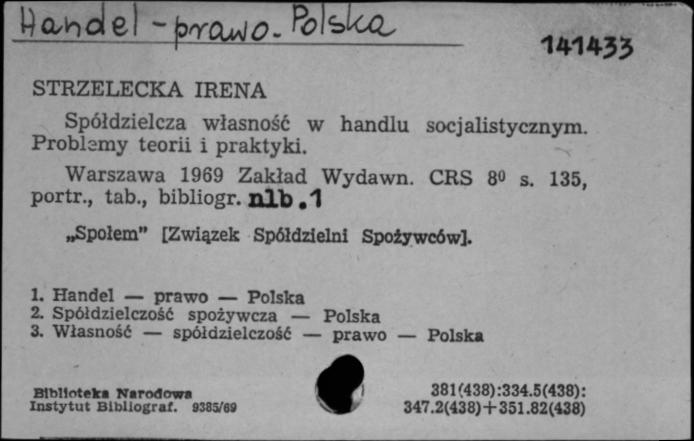 Handel - prawo. Polska
141433
STRZELECKA IRENA
Spółdzielcza własność w handlu socjalistycznym.
Problemy teorii i praktyki.
Warszawa 1969 Zakład Wydawn. CRS 8⁰ s. 135,
portr., tab., bibliogr. nlb.1
„Społem” [Związek Spółdzielni Spożywców].
1. Handel — prawo — Polska
2. Spółdzielczość spożywcza — Polska
3. Własność — spółdzielczość — prawo — Polska
Biblioteka Narodowa
Instytut Bibliograf. 9385/69
381(438):334.5(438):
347.2(438)+351.82(438)